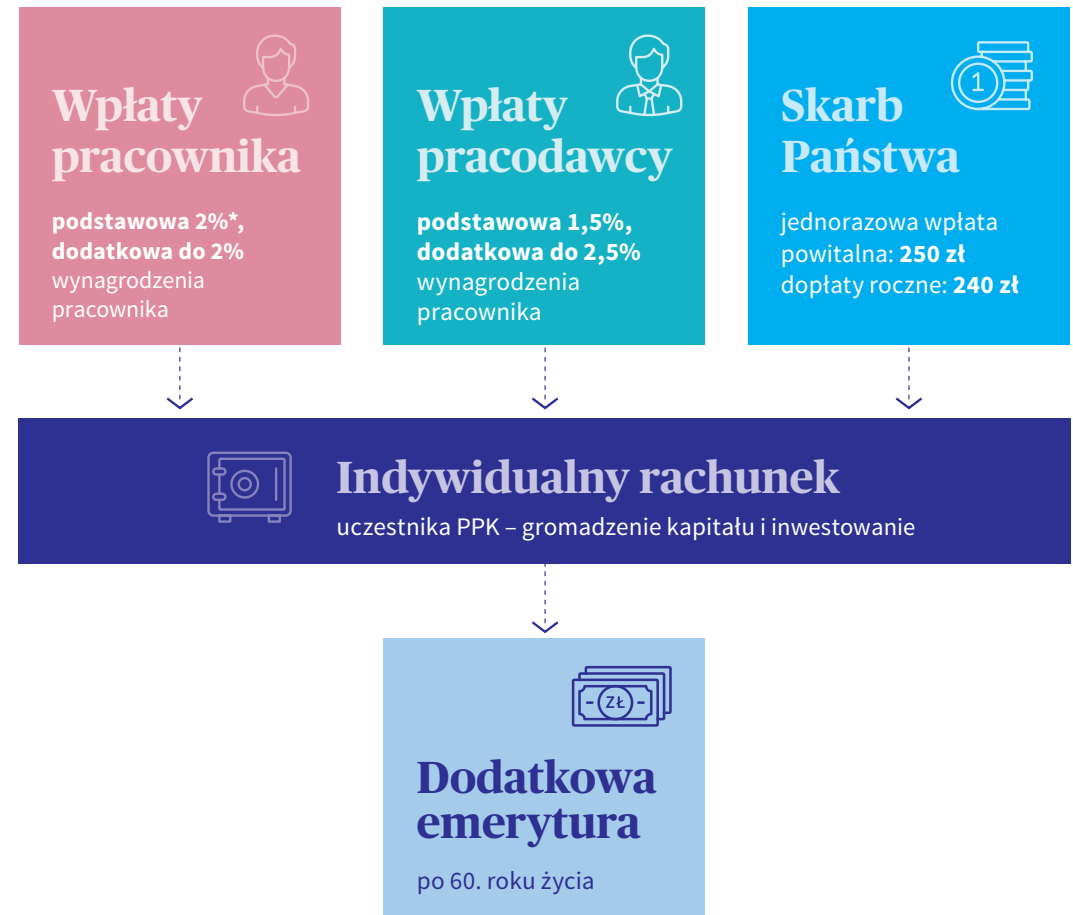 Wpłaty
pracownika
podstawowa 2%*,
dodatkowa do 2%
wynagrodzenia
pracownika
Wpłaty
pracodawcy
podstawowa 1,5%,
dodatkowa do 2,5%
wynagrodzenia
pracownika
1
Skarb
Państwa
jednorazowa wpłata
powitalna: 250 zł
dopłaty roczne: 240 zł
Indywidualny rachunek
uczestnika PPK – gromadzenie kapitału i inwestowanie
ZŁ
Dodatkowa
emerytura
po 60. roku życia